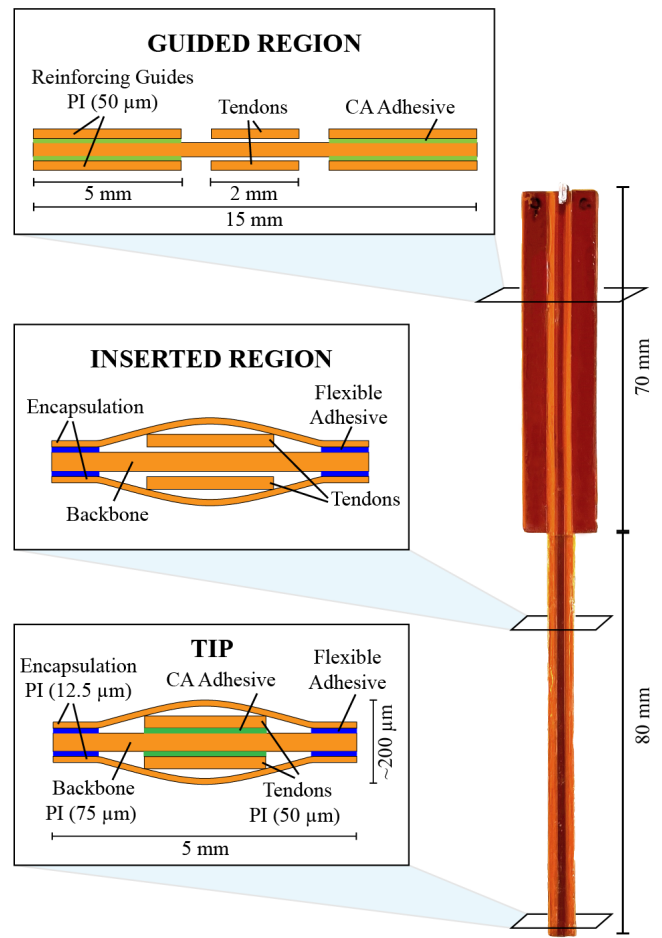 GUIDED REGION
Reinforcing Guides
PI (50 µm)
Tendons
CA Adhesive
5 mm
2 mm
15 mm
70 mm
INSERTED REGION
Encapsulation
Flexible
Adhesive
Backbone
Tendons
TIP
Encapsulation
PI (12.5 µm)
CA Adhesive
Flexible
Adhesive
~200 µm
Backbone
PI (75 µm)
Tendons
PI (50 µm)
5 mm
80 mm